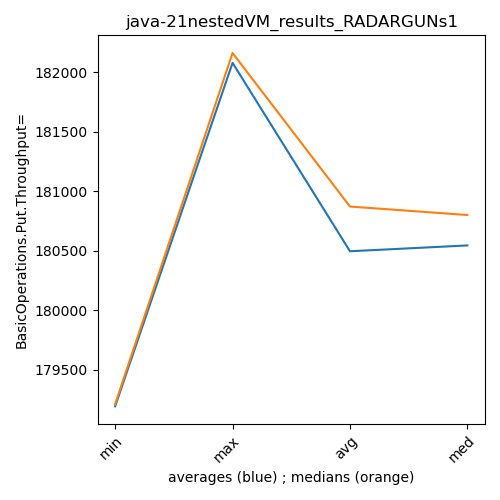 java-21nestedVM_results_RADARGUNs1
BasicOperations.Put.Throughput=
182000
181500
181000
180500
180000
179500
min
max
avg
med
averages (blue) ; medians (orange)